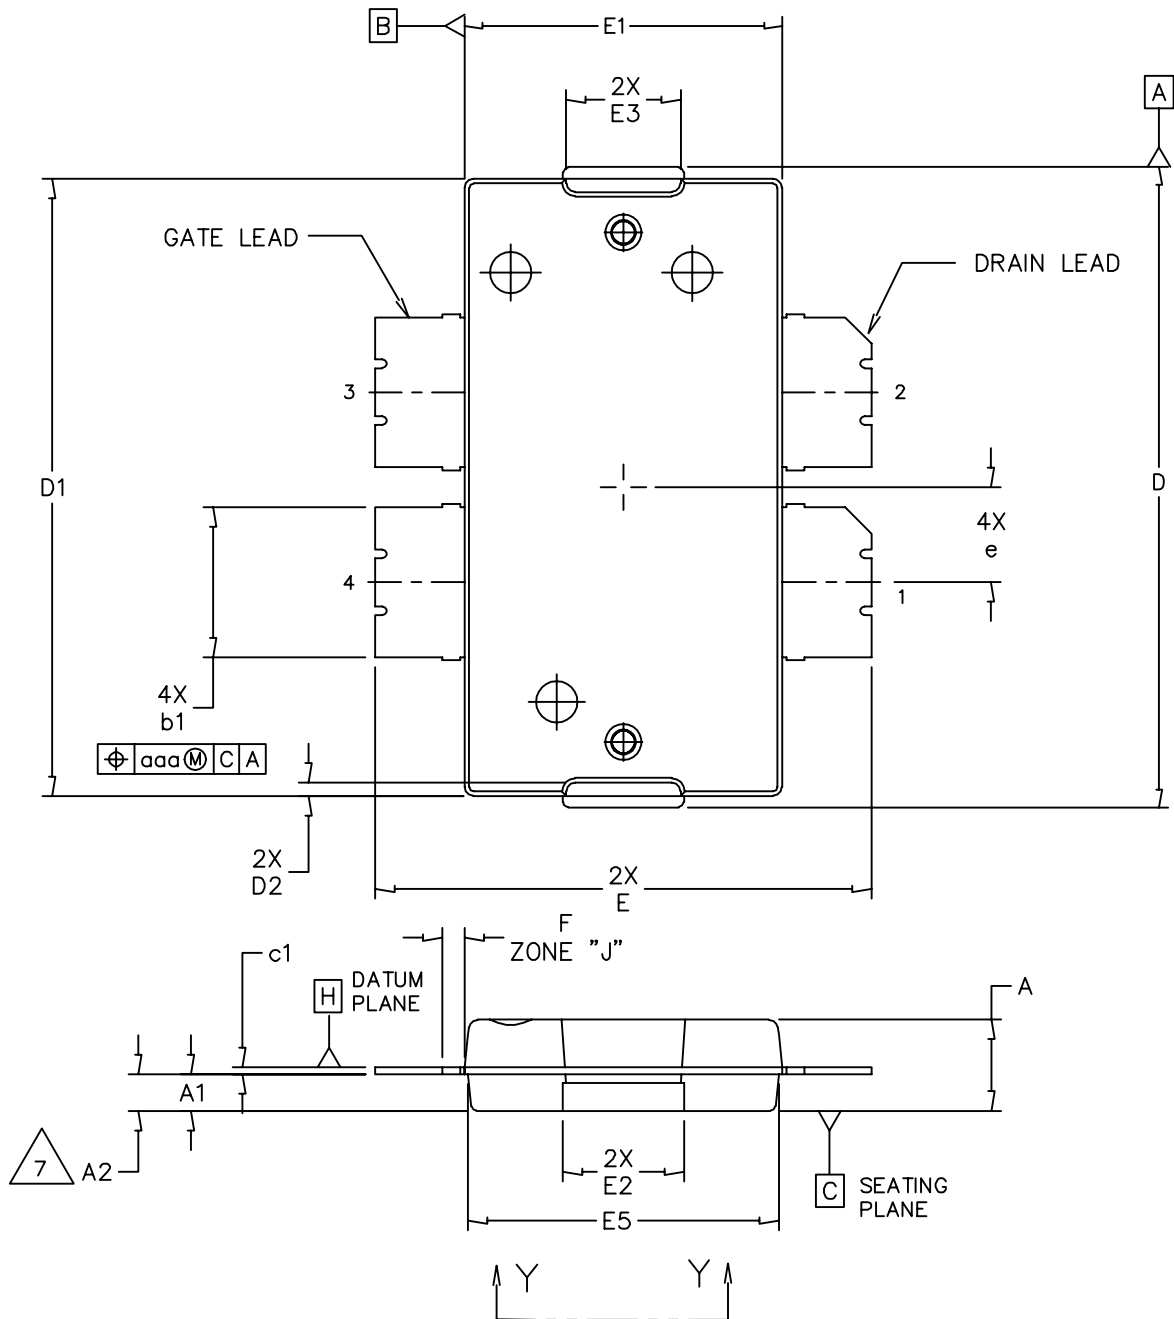 B
E1
2X
E3
A
GATE LEAD
DRAIN LEAD
3
2
D1
D
4X
e
4
1
4X
b1
⌖ aaa Ⓜ C A
2X
D2
2X
E
F
ZONE "J"
c1
H
DATUM
PLANE
A
A1
7
A2
2X
E2
C
SEATING
PLANE
E5
Y
Y